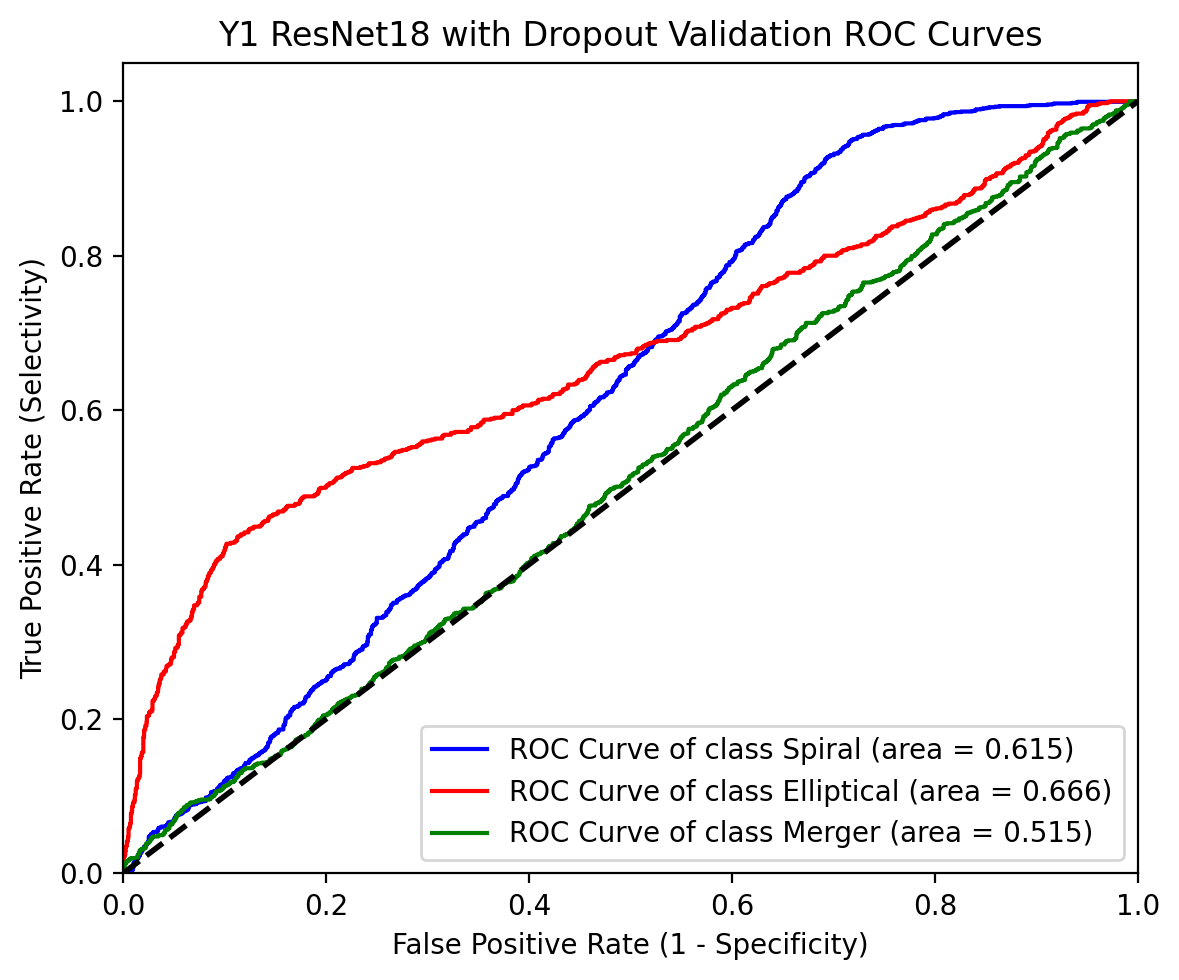 Y1 ResNet18 with Dropout Validation ROC Curves
1.0
0.8
0.6
0.4
0.2
0.0
True Positive Rate (Selectivity)
ROC Curve of class Spiral (area = 0.615)
ROC Curve of class Elliptical (area = 0.666)
ROC Curve of class Merger (area = 0.515)
0.0 0.2 0.4 0.6 0.8 1.0
False Positive Rate (1 - Specificity)